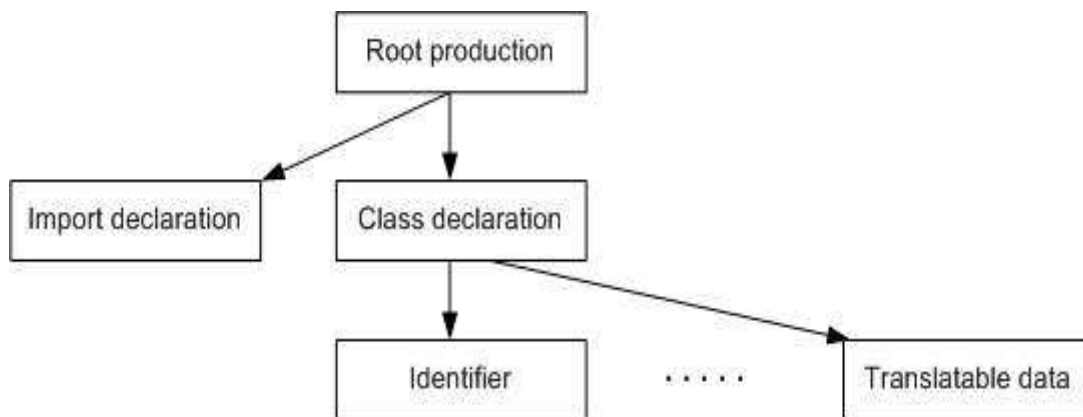 Root production
Import declaration
Class declaration
Identifier
.....
Translatable data